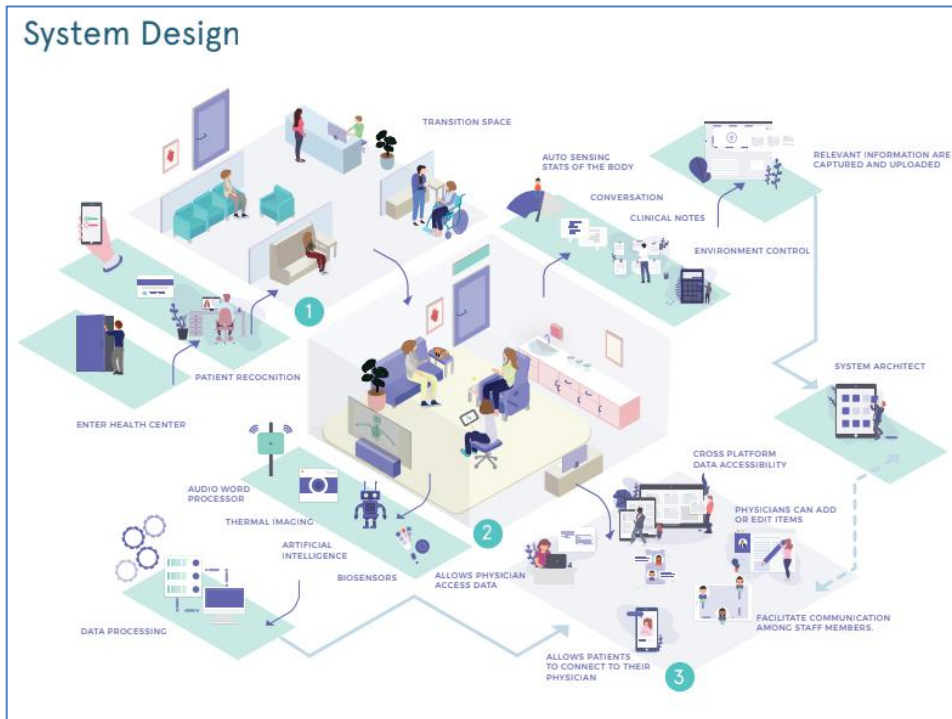 System Design
TRANSITION SPACE
AUTO SENSING
STATS OF THE BODY
CONVERSATION
CLINICAL NOTES
ENVIRONMENT CONTROL
RELEVANT INFORMATION ARE
CAPTURED AND UPLOADED
1
PATIENT RECOGNITION
ENTER HEALTH CENTER
SYSTEM ARCHITECT
AUDIO WORD
PROCESSOR
THERMAL IMAGING
ARTIFICIAL
INTELLIGENCE
BIOSENSORS
DATA PROCESSING
2
ALLOWS PHYSICIAN
ACCESS DATA
CROSS PLATFORM
DATA ACCESSIBILITY
PHYSICIANS CAN ADD
OR EDIT ITEMS
FACILITATE COMMUNICATION
AMONG STAFF MEMBERS.
ALLOWS PATIENTS
TO CONNECT TO THEIR
PHYSICIAN
3